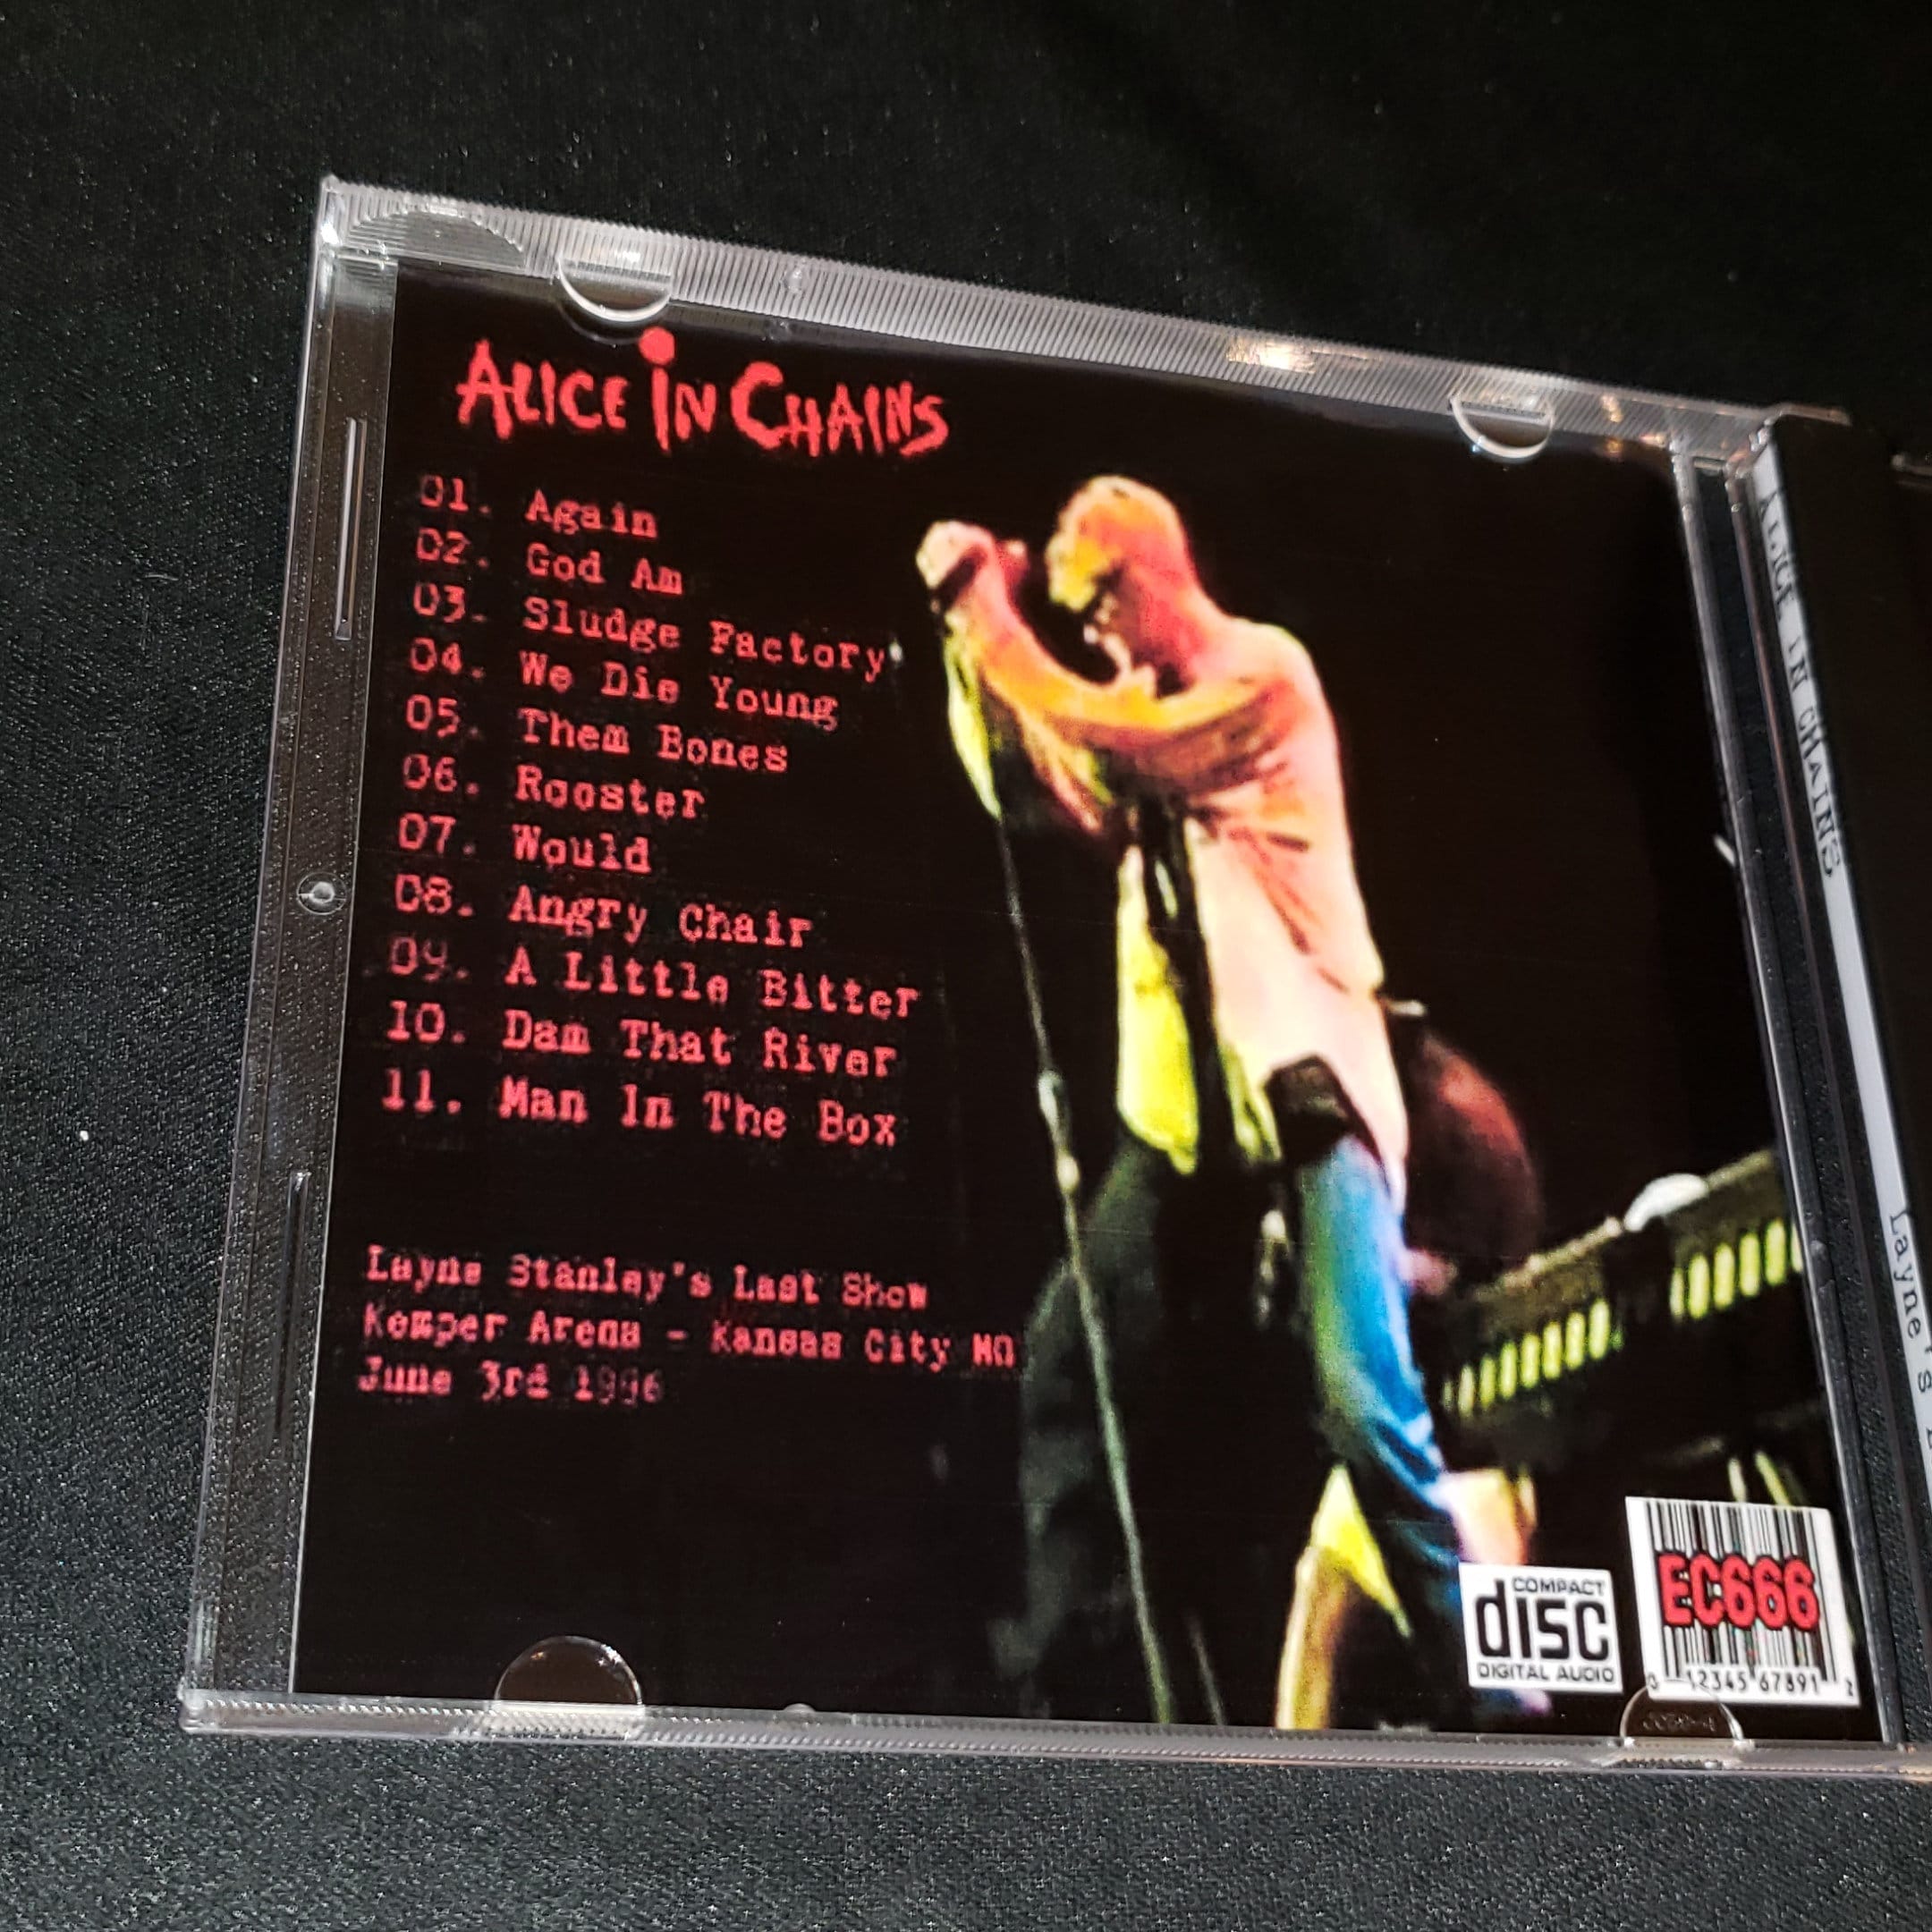 ALICE IN CHAINS
01. Again
02. God Am
03. Sludge Factory
04. We Die Young
05. Them Bones
06. Rooster
07. Would
08. Angry Chair
09. A Little Bitter
10. Dam That River
11. Man In The Box
Layne Stanley's Last Show
Kemper Arena - Kansas City MO
June 3rd 1996
COMPACT
disc
DIGITAL AUDIO
EC666
0 12345 67891 2
ALICE IN CHAINS
Layne's